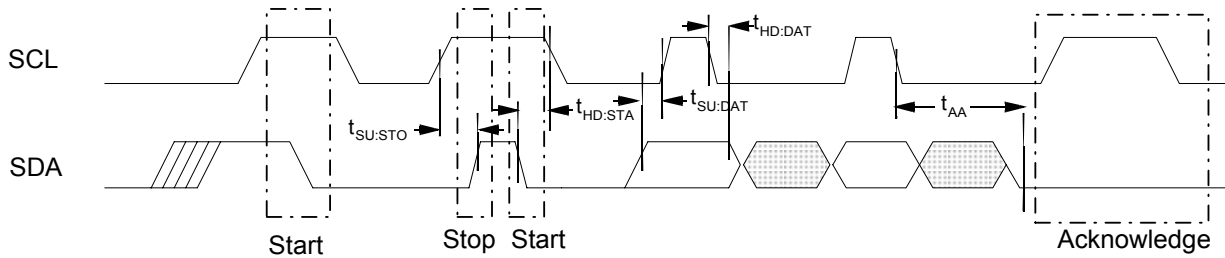 t_HD:DAT
SCL
t_SU:STO
t_HD:STA
t_SU:DAT
t_AA
SDA
Start
Stop
Start
Acknowledge